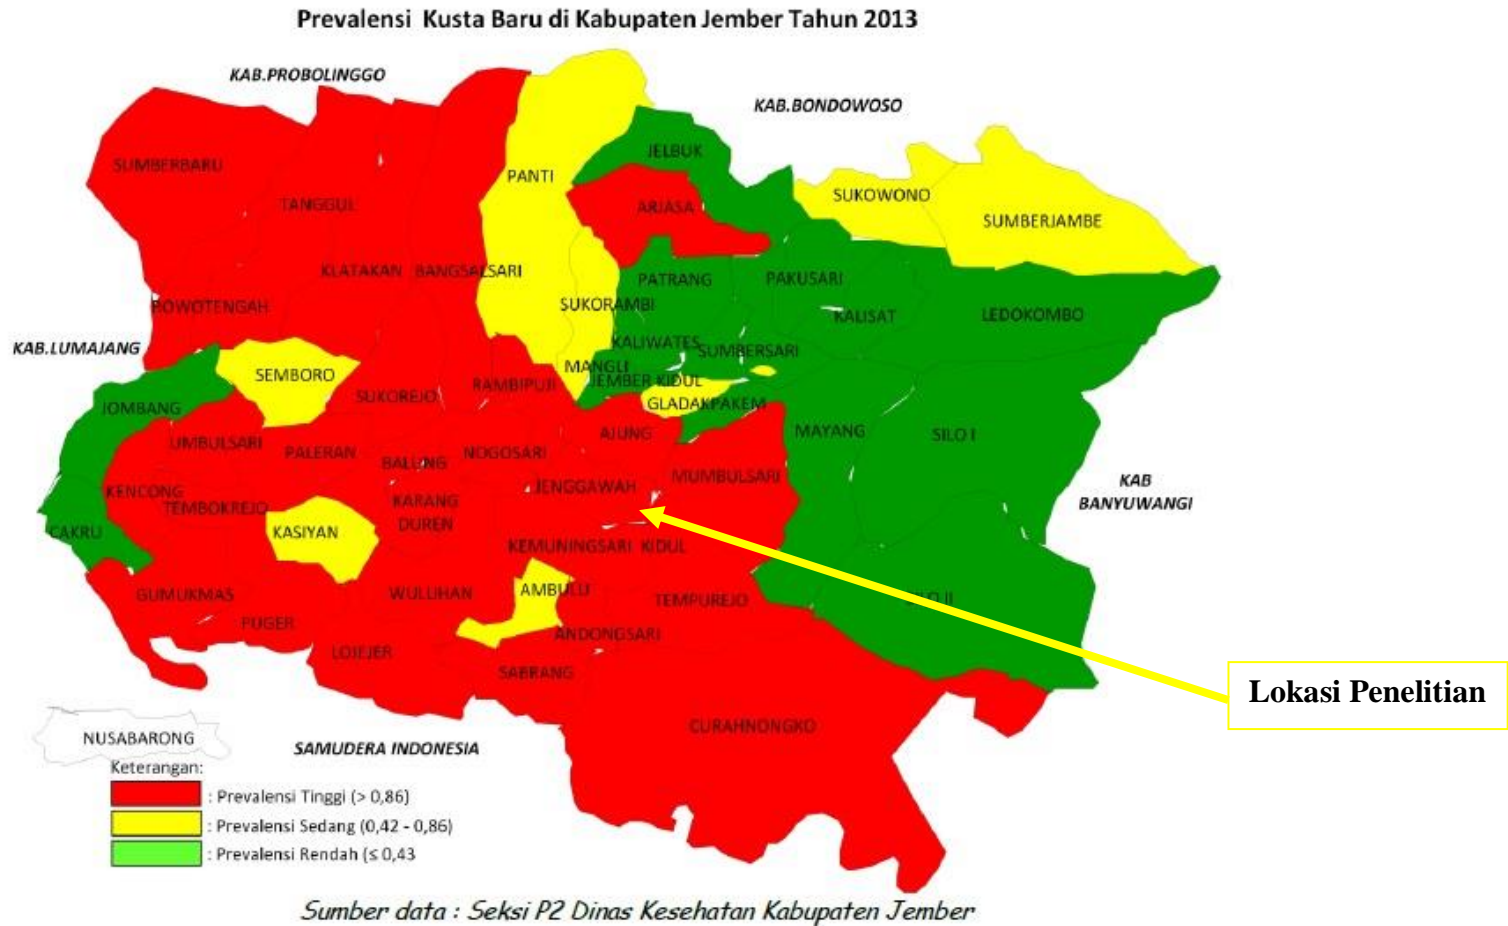 Prevalensi Kusta Baru di Kabupaten Jember Tahun 2013
KAB.PROBOLINGGO
KAB.BONDOWOSO
JELBUK
SUMBERBARU
PANTI
SUKOWONO
ARJASA
TANGGUL
SUMBERJAMBE
KLATAKAN
BANGSALSARI
PATRANG
PAKUSARI
ROWOTENGAH
SUKORAMBI
KALISAT
LEDOKOMBO
KAB.LUMAJANG
KALIWATES
SUMBERSARI
SEMBORO
MANGLI
JEMBER KIDUL
RAMBIPUJI
SUKOREJO
GLADAKPAKEM
JOMBANG
UMBULSARI
AJUNG
MAYANG
SILO I
PALERAN
BALUNG
NOGOSARI
MUMBULSARI
KENCONG
JENGGAWAH
KAB
BANYUWANGI
TEMBOKREJO
KARANG
DUREN
CAKRU
KASIYAN
KEMUNINGSARI KIDUL
GUMUKMAS
WULUHAN
AMBULU
TEMPUREJO
SILO II
PUGER
ANDONGSARI
LOJEJER
SABRANG
Lokasi Penelitian
CURAHNONGKO
NUSABARONG
SAMUDERA INDONESIA
Keterangan:
: Prevalensi Tinggi (> 0,86)
: Prevalensi Sedang (0,42 - 0,86)
: Prevalensi Rendah (≤ 0,43
Sumber data : Seksi P2 Dinas Kesehatan Kabupaten Jember